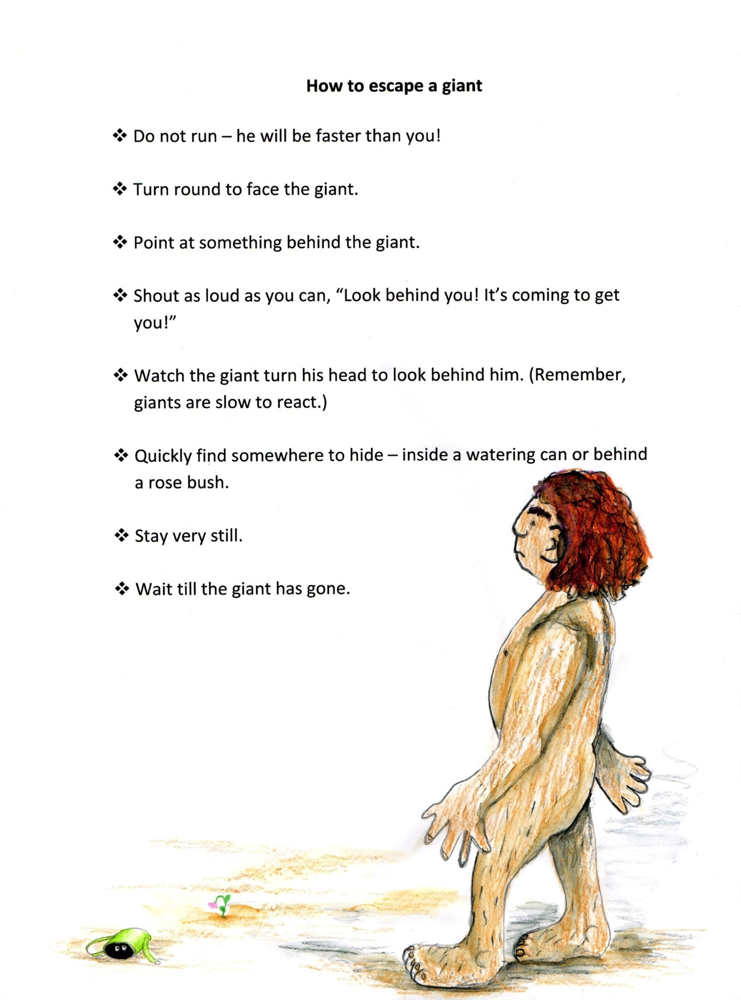 How to escape a giant
❖ Do not run – he will be faster than you!
❖ Turn round to face the giant.
❖ Point at something behind the giant.
❖ Shout as loud as you can, “Look behind you! It’s coming to get
you!”
❖ Watch the giant turn his head to look behind him. (Remember,
giants are slow to react.)
❖ Quickly find somewhere to hide – inside a watering can or behind
a rose bush.
❖ Stay very still.
❖ Wait till the giant has gone.